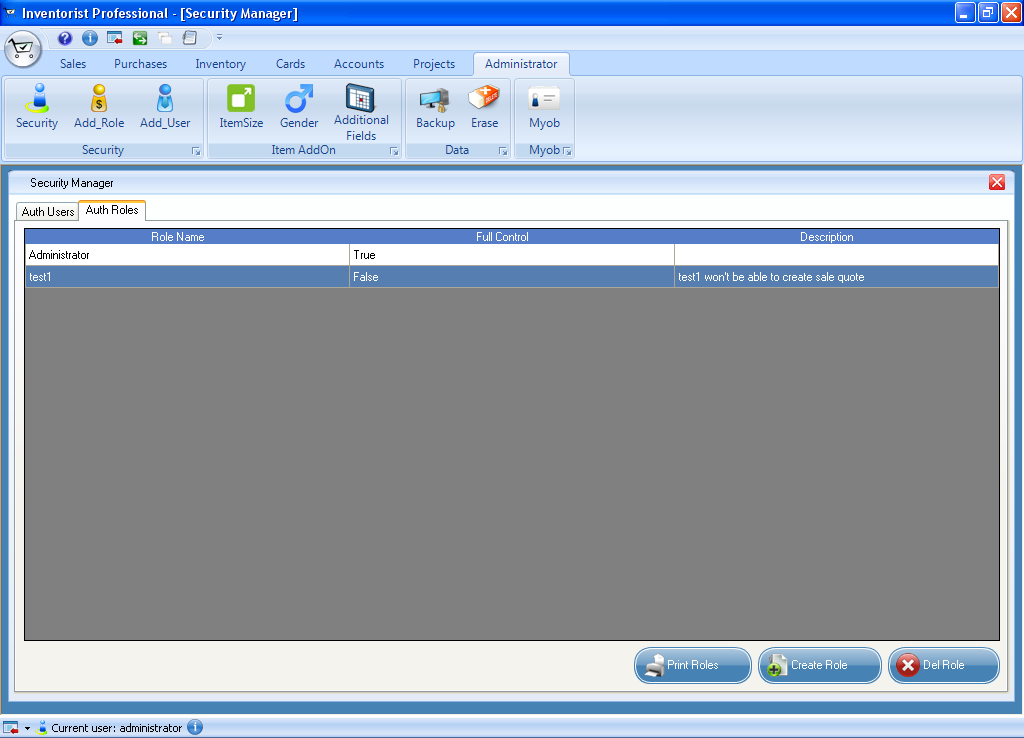 Inventorist Professional - [Security Manager]
Sales Purchases Inventory Cards Accounts Projects Administrator
Security Add_Role Add_User ItemSize Gender Additional Fields Backup Erase Myob
Security Item AddOn Data Myob
Security Manager
Auth Users Auth Roles
Role Name Full Control Description
Administrator True
test1 False test1 won't be able to create sale quote
Print Roles Create Role Del Role
Current user: administrator